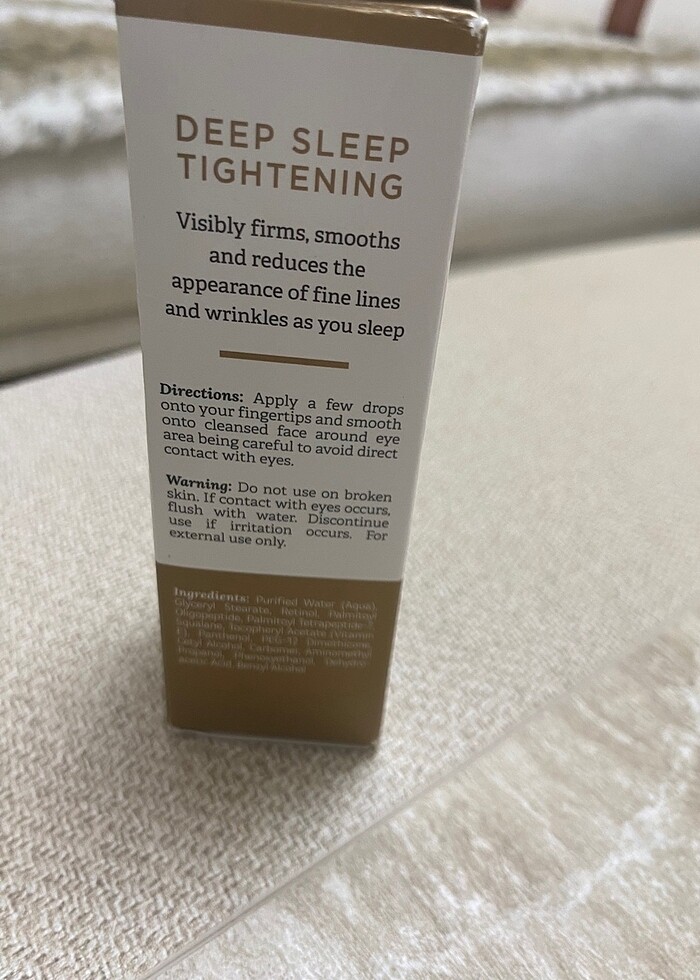 DEEP SLEEP
TIGHTENING
Visibly firms, smooths
and reduces the
appearance of fine lines
and wrinkles as you sleep
Directions: Apply a few drops
onto your fingertips and smooth
onto cleansed face around eye
area being careful to avoid direct
contact with eyes.
Warning: Do not use on broken
skin. If contact with eyes occurs,
flush with water. Discontinue
use if irritation occurs. For
external use only.
Ingredients: Purified Water (Aqua),
Glyceryl Stearate, Retinol, Palmitoyl
Oligopeptide, Palmitoyl Tetrapeptide-7,
Squalane, Tocopheryl Acetate (Vitamin
E), Panthenol, PEG-12 Dimethicone,
Cetyl Alcohol, Carbomer, Aminomethyl
Propanol, Phenoxyethanol, Dehydro-
Acetic Acid, Benzyl Alcohol